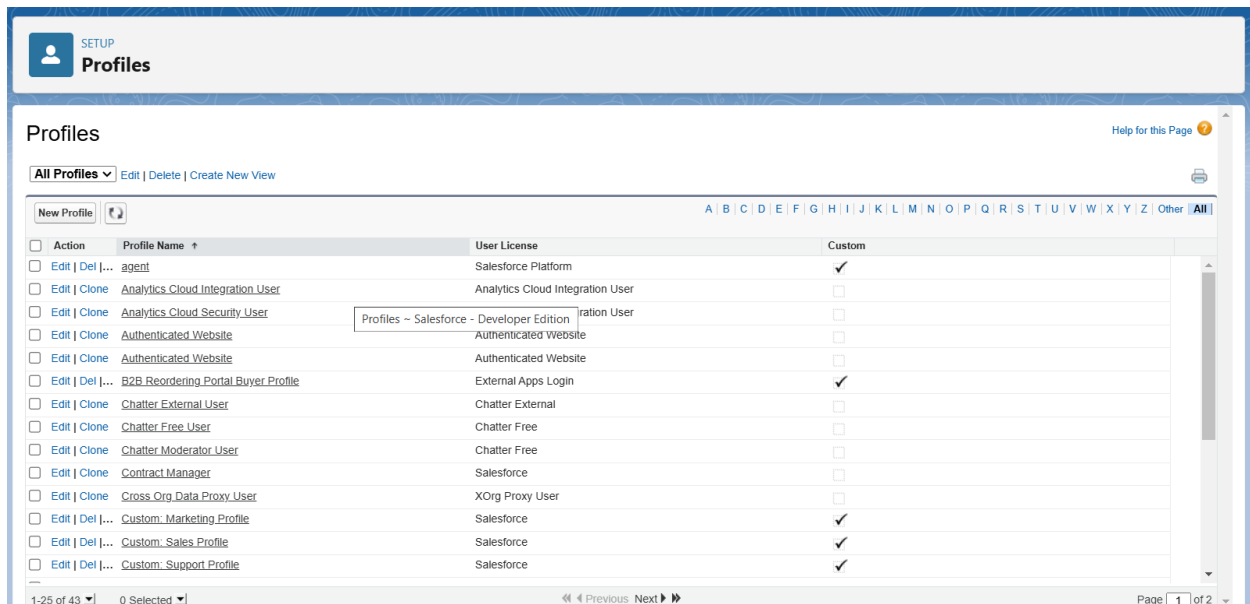 SETUP
Profiles
Profiles
Help for this Page ?
All Profiles Edit | Delete | Create New View
New Profile
A | B | C | D | E | F | G | H | I | J | K | L | M | N | O | P | Q | R | S | T | U | V | W | X | Y | Z | Other | All
Action Profile Name ↑ User License Custom
Edit | Del |... agent Salesforce Platform ✓
Edit | Clone Analytics Cloud Integration User Analytics Cloud Integration User
Edit | Clone Analytics Cloud Security User ration User
Profiles ~ Salesforce - Developer Edition
Edit | Clone Authenticated Website Authenticated Website
Edit | Clone Authenticated Website Authenticated Website
Edit | Del |... B2B Reordering Portal Buyer Profile External Apps Login ✓
Edit | Clone Chatter External User Chatter External
Edit | Clone Chatter Free User Chatter Free
Edit | Clone Chatter Moderator User Chatter Free
Edit | Clone Contract Manager Salesforce
Edit | Clone Cross Org Data Proxy User XOrg Proxy User
Edit | Del |... Custom: Marketing Profile Salesforce ✓
Edit | Del |... Custom: Sales Profile Salesforce ✓
Edit | Del |... Custom: Support Profile Salesforce ✓
1-25 of 43 0 Selected Previous Next Page 1 of 2